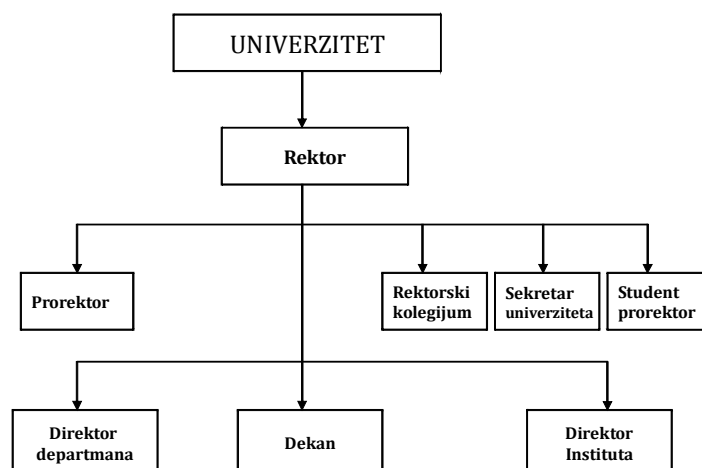 UNIVERZITET
Rektor
Prorektor
Rektorski
kolegijum
Sekretar
univerziteta
Student
prorektor
Direktor
departmana
Dekan
Direktor
Instituta